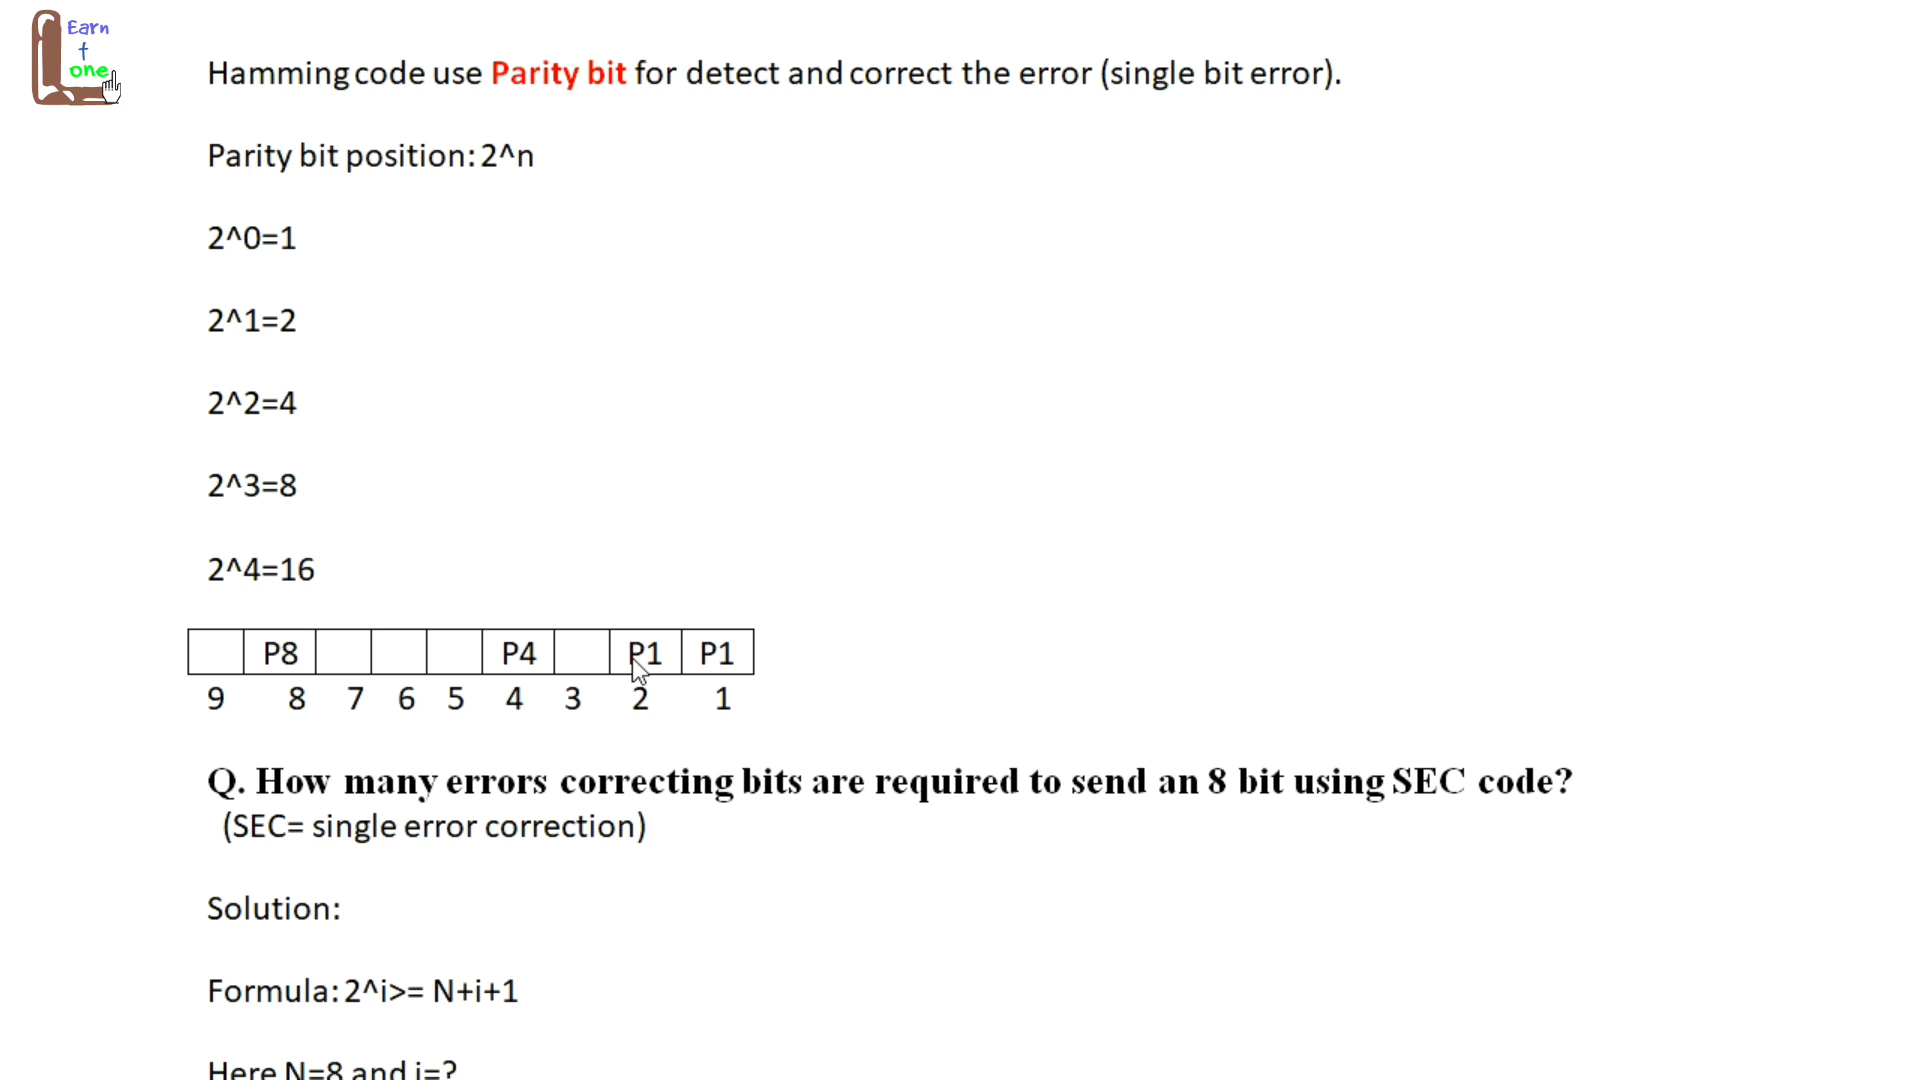 Earn
t
one
Hamming code use Parity bit for detect and correct the error (single bit error).
Parity bit position: 2^n
2^0=1
2^1=2
2^2=4
2^3=8
2^4=16
P8 P4 P1 P1
9 8 7 6 5 4 3 2 1
Q. How many errors correcting bits are required to send an 8 bit using SEC code?
(SEC= single error correction)
Solution:
Formula: 2^i>= N+i+1
Here N=8 and i=?